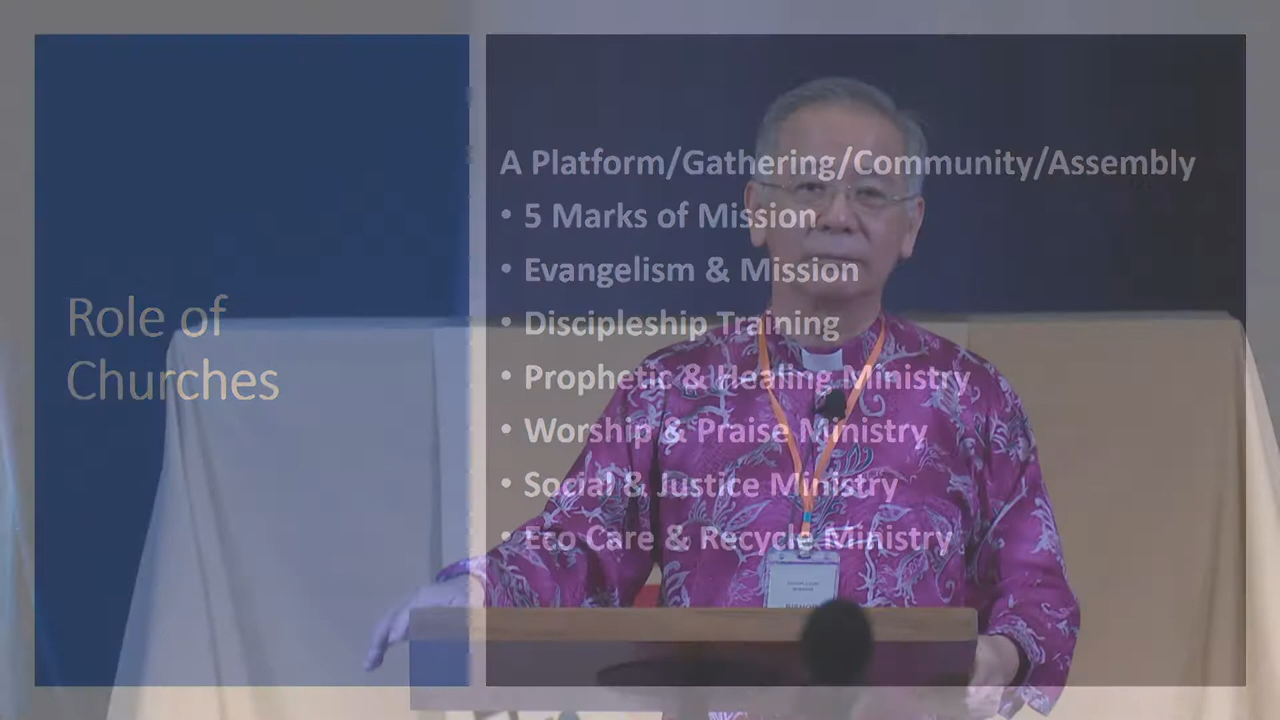 Role of
Churches
A Platform/Gathering/Community/Assembly
• 5 Marks of Mission
• Evangelism & Mission
• Discipleship Training
• Prophetic & Healing Ministry
• Worship & Praise Ministry
• Social & Justice Ministry
• Eco Care & Recycle Ministry
BISHOP